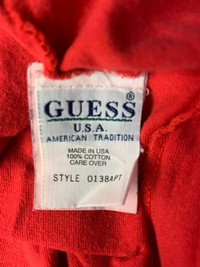 GUESS®
U.S.A.
AMERICAN TRADITION
MADE IN USA
100% COTTON
CARE OVER
STYLE 0138APT